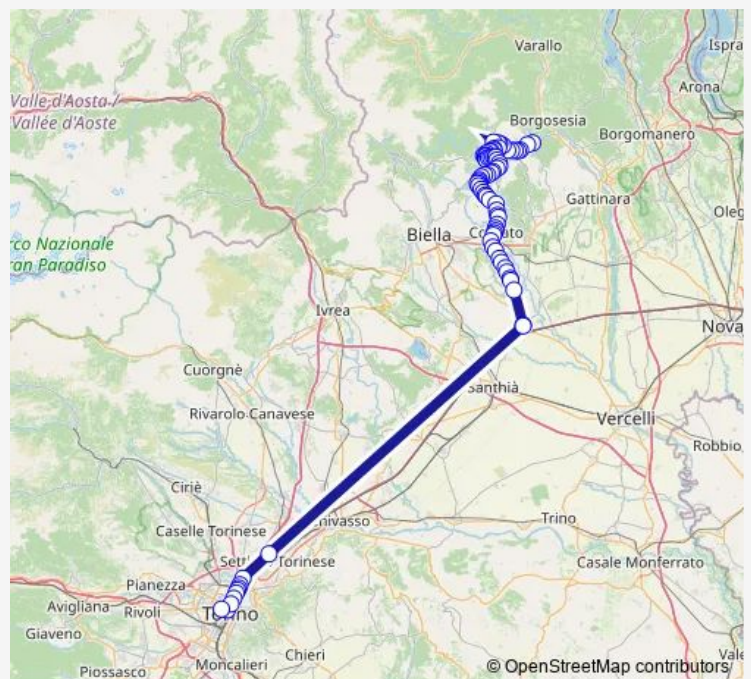 Varallo
Ispra
Arona
Valle d'Aosta /
Vallée d'Aoste
Borgosesia
Borgomanero
Gattinara
Oleg
Biella
rco Nazionale
ran Paradiso
Ivrea
Nova
Cuorgnè
Santhià
Rivarolo Canavese
Vercelli
Robbio
Ciriè
Caselle Torinese
Trino
Torinese
Casale Monferrato
Pianezza
Avigliana
Rivoli
Torino
Giaveno
Chieri
Moncalieri
Piossasco
Vale
© OpenStreetMap contributors